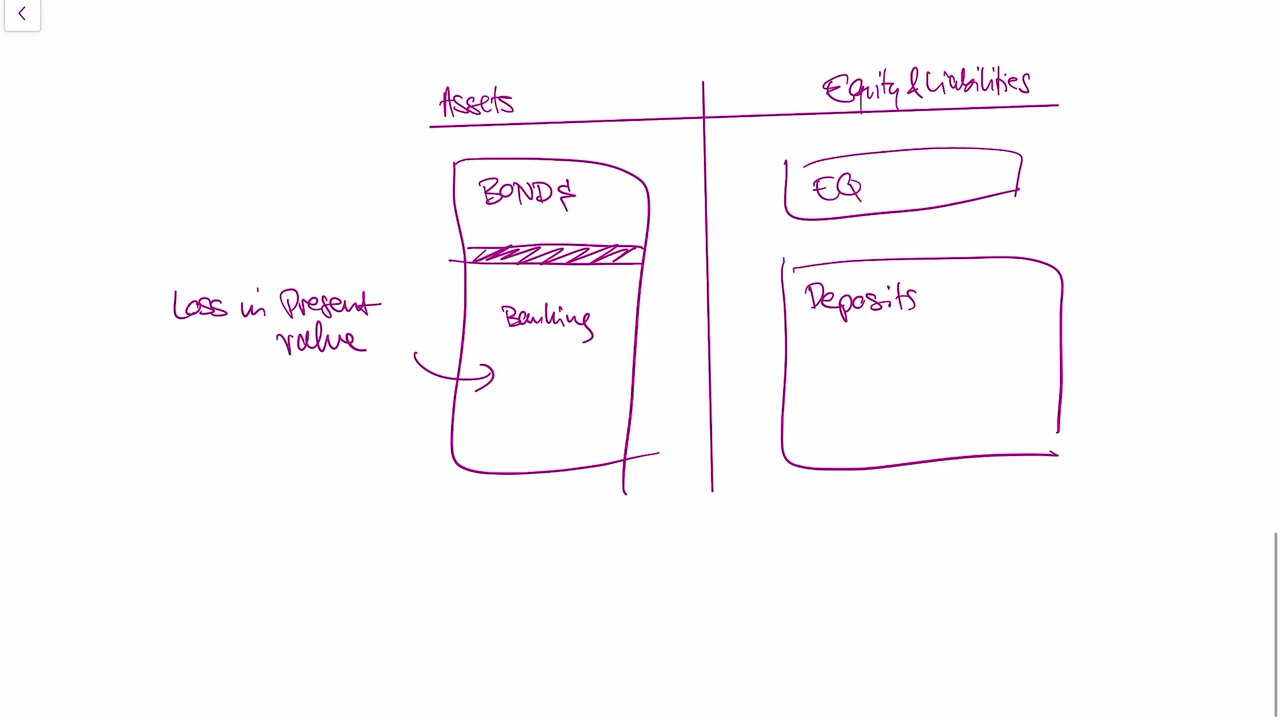 Assets
Equity & Liabilities
BONDS
EQ
Loss in Present
value
Banking
Deposits